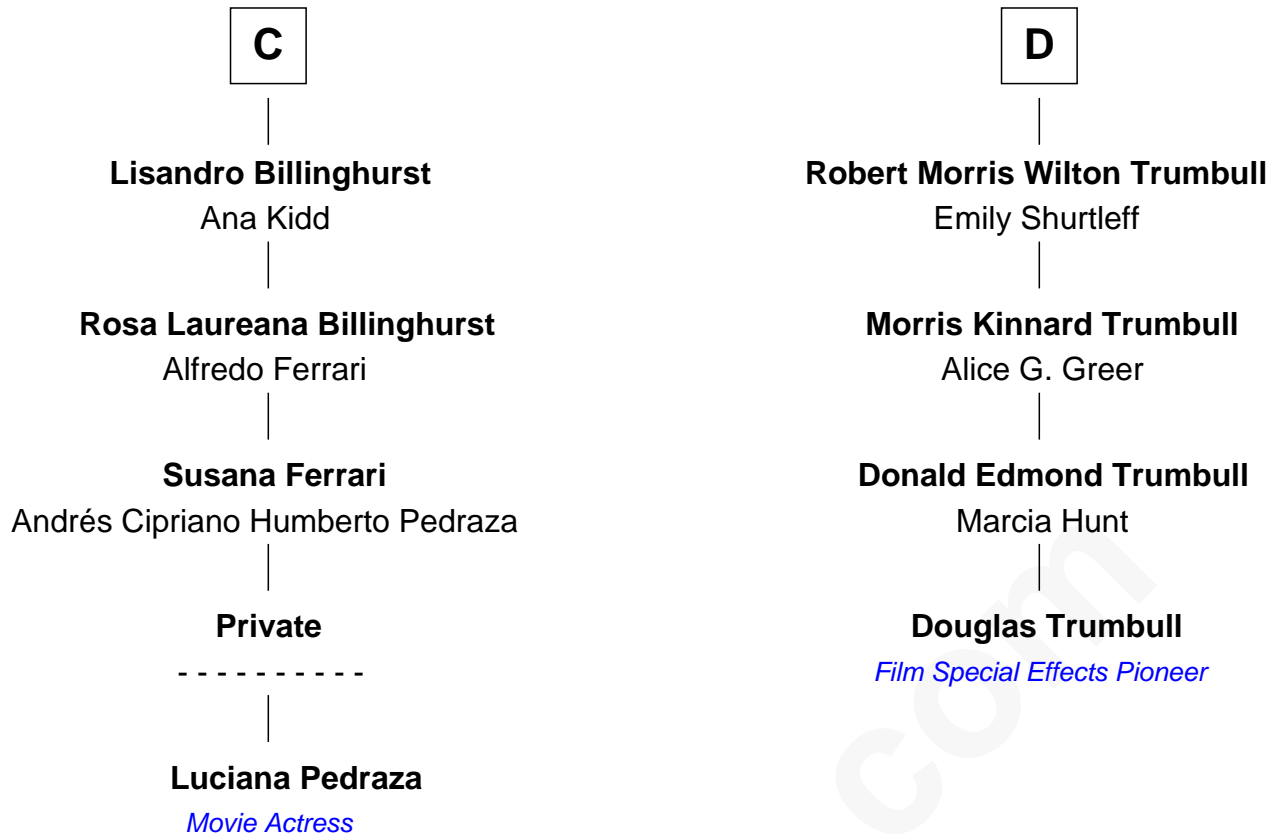 C
Lisandro Billinghurst
Ana Kidd
Rosa Laureana Billinghurst
Alfredo Ferrari
Susana Ferrari
Andrés Cipriano Humberto Pedraza
Private
- - - - - - - - - -
Luciana Pedraza
Movie Actress
D
Robert Morris Wilton Trumbull
Emily Shurtleff
Morris Kinnard Trumbull
Alice G. Greer
Donald Edmond Trumbull
Marcia Hunt
Douglas Trumbull
Film Special Effects Pioneer
com